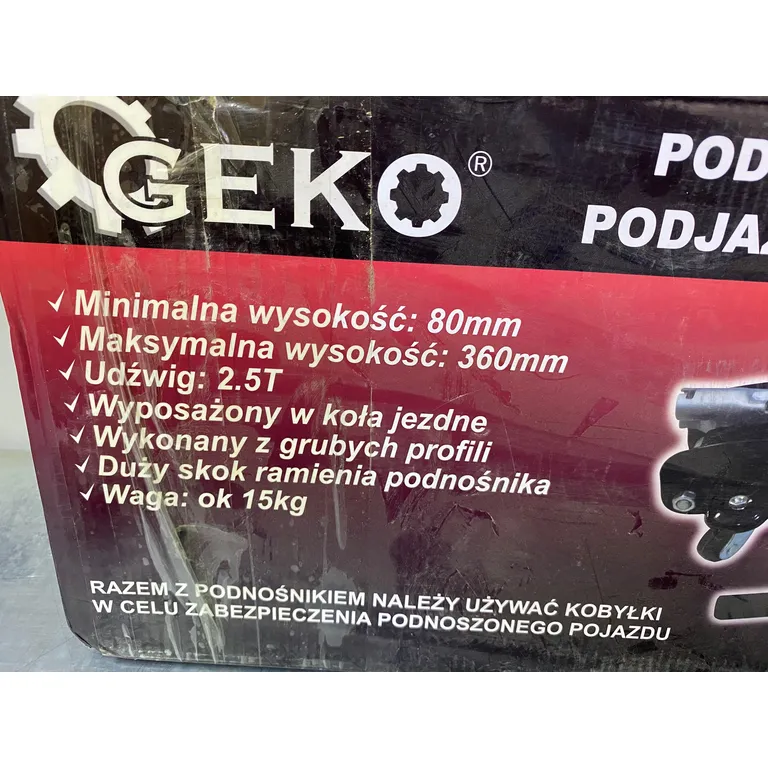 GEKO®
POD
PODJAZ
✓ Minimalna wysokość: 80mm
✓ Maksymalna wysokość: 360mm
✓ Udźwig: 2.5T
✓ Wyposażony w koła jezdne
✓ Wykonany z grubych profili
✓ Duży skok ramienia podnośnika
✓ Waga: ok 15kg
RAZEM Z PODNOŚNIKIEM NALEŻY UŻYWAĆ KOBYŁKI
W CELU ZABEZPIECZENIA PODNOSZONEGO POJAZDU